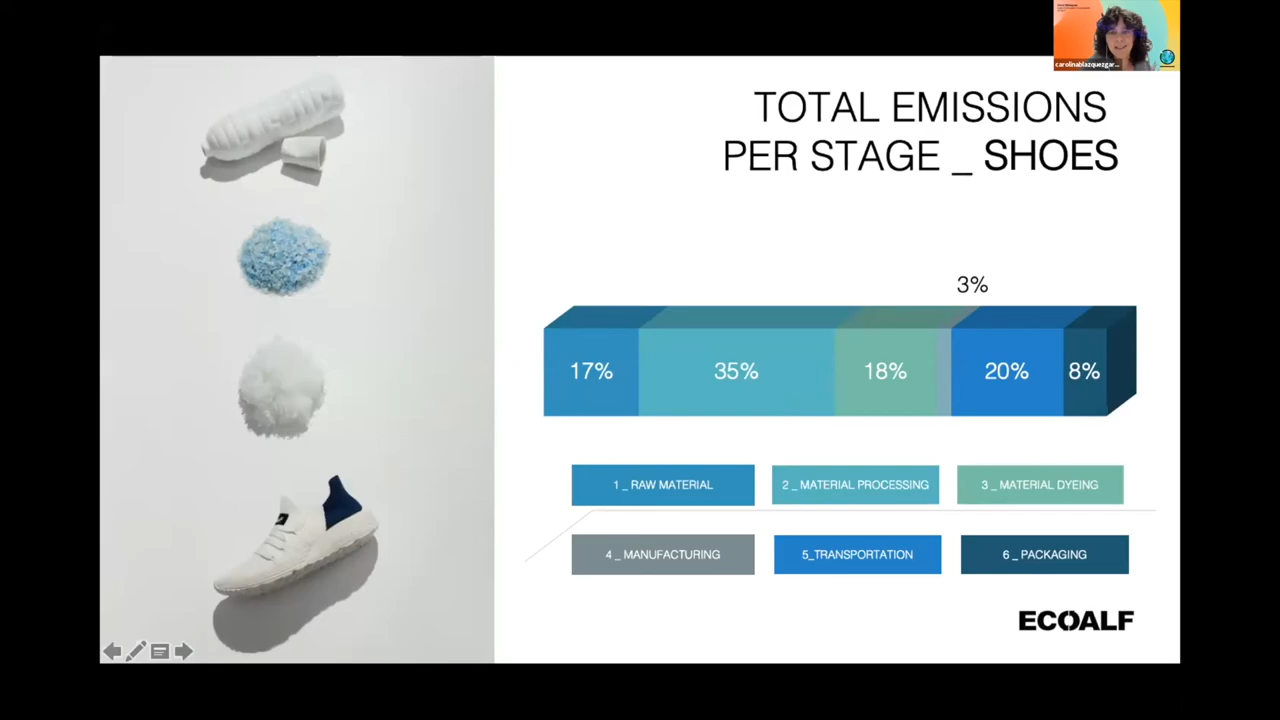 carolinablazquezgar...
TOTAL EMISSIONS
PER STAGE _ SHOES
3%
17% 35% 18% 20% 8%
1 _ RAW MATERIAL 2 _ MATERIAL PROCESSING 3 _ MATERIAL DYEING
4 _ MANUFACTURING 5_TRANSPORTATION 6 _ PACKAGING
ECOALF